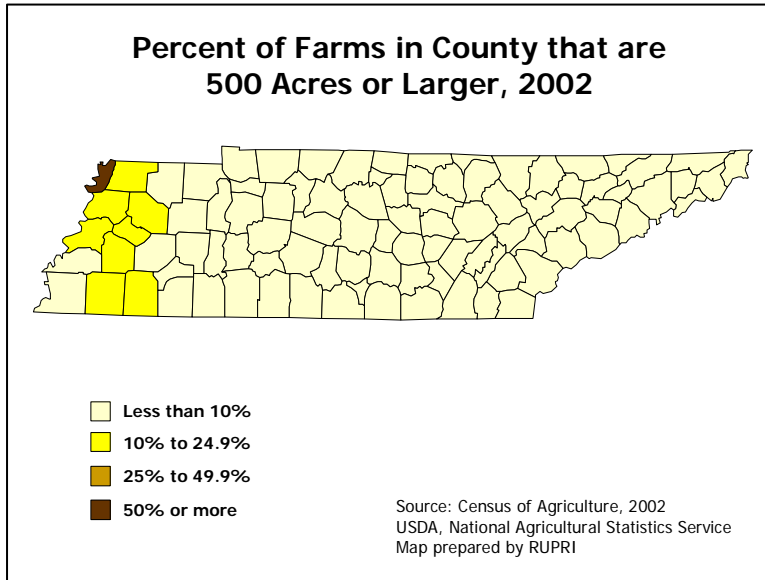 Percent of Farms in County that are
500 Acres or Larger, 2002
Less than 10%
10% to 24.9%
25% to 49.9%
50% or more
Source: Census of Agriculture, 2002
USDA, National Agricultural Statistics Service
Map prepared by RUPRI